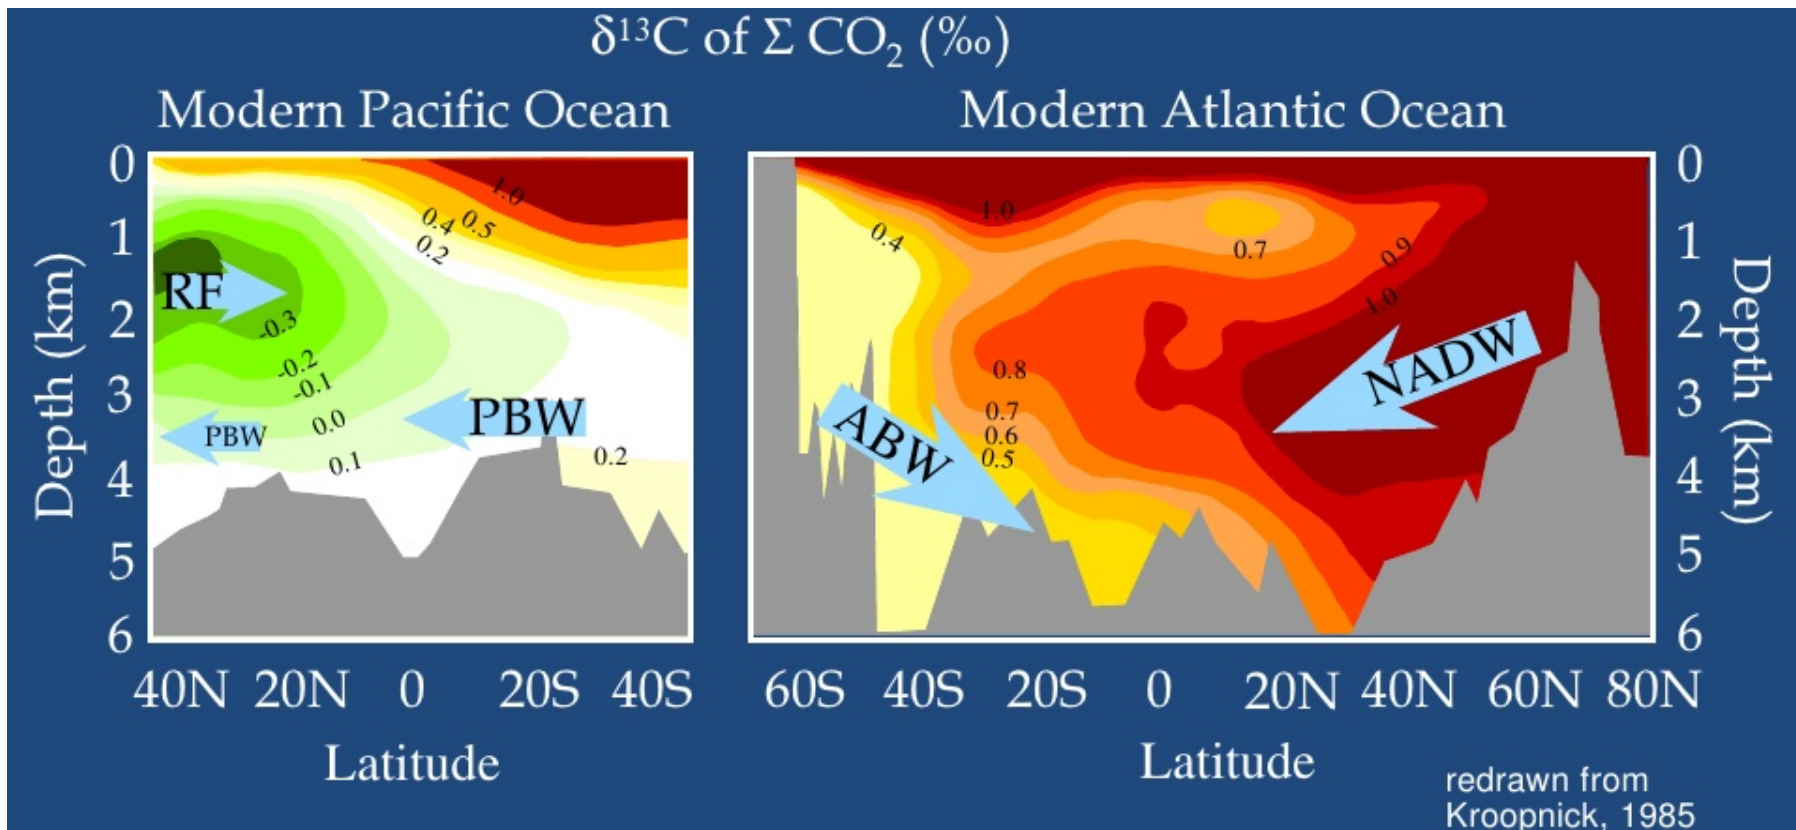 δ¹³C of Σ CO₂ (‰)
Modern Pacific Ocean
Depth (km)
0
1
2
3
4
5
6
1.0
0.4
0.5
0.2
RF
-0.3
-0.2
-0.1
0.0
0.1
PBW
PBW
0.2
40N 20N 0 20S 40S
Latitude
Modern Atlantic Ocean
1.0
0.4
0.7
0.9
1.0
0.8
0.7
0.6
0.5
ABW
NADW
0
1
2
3
4
5
6
Depth (km)
60S 40S 20S 0 20N 40N 60N 80N
Latitude
redrawn from
Kroopnick, 1985